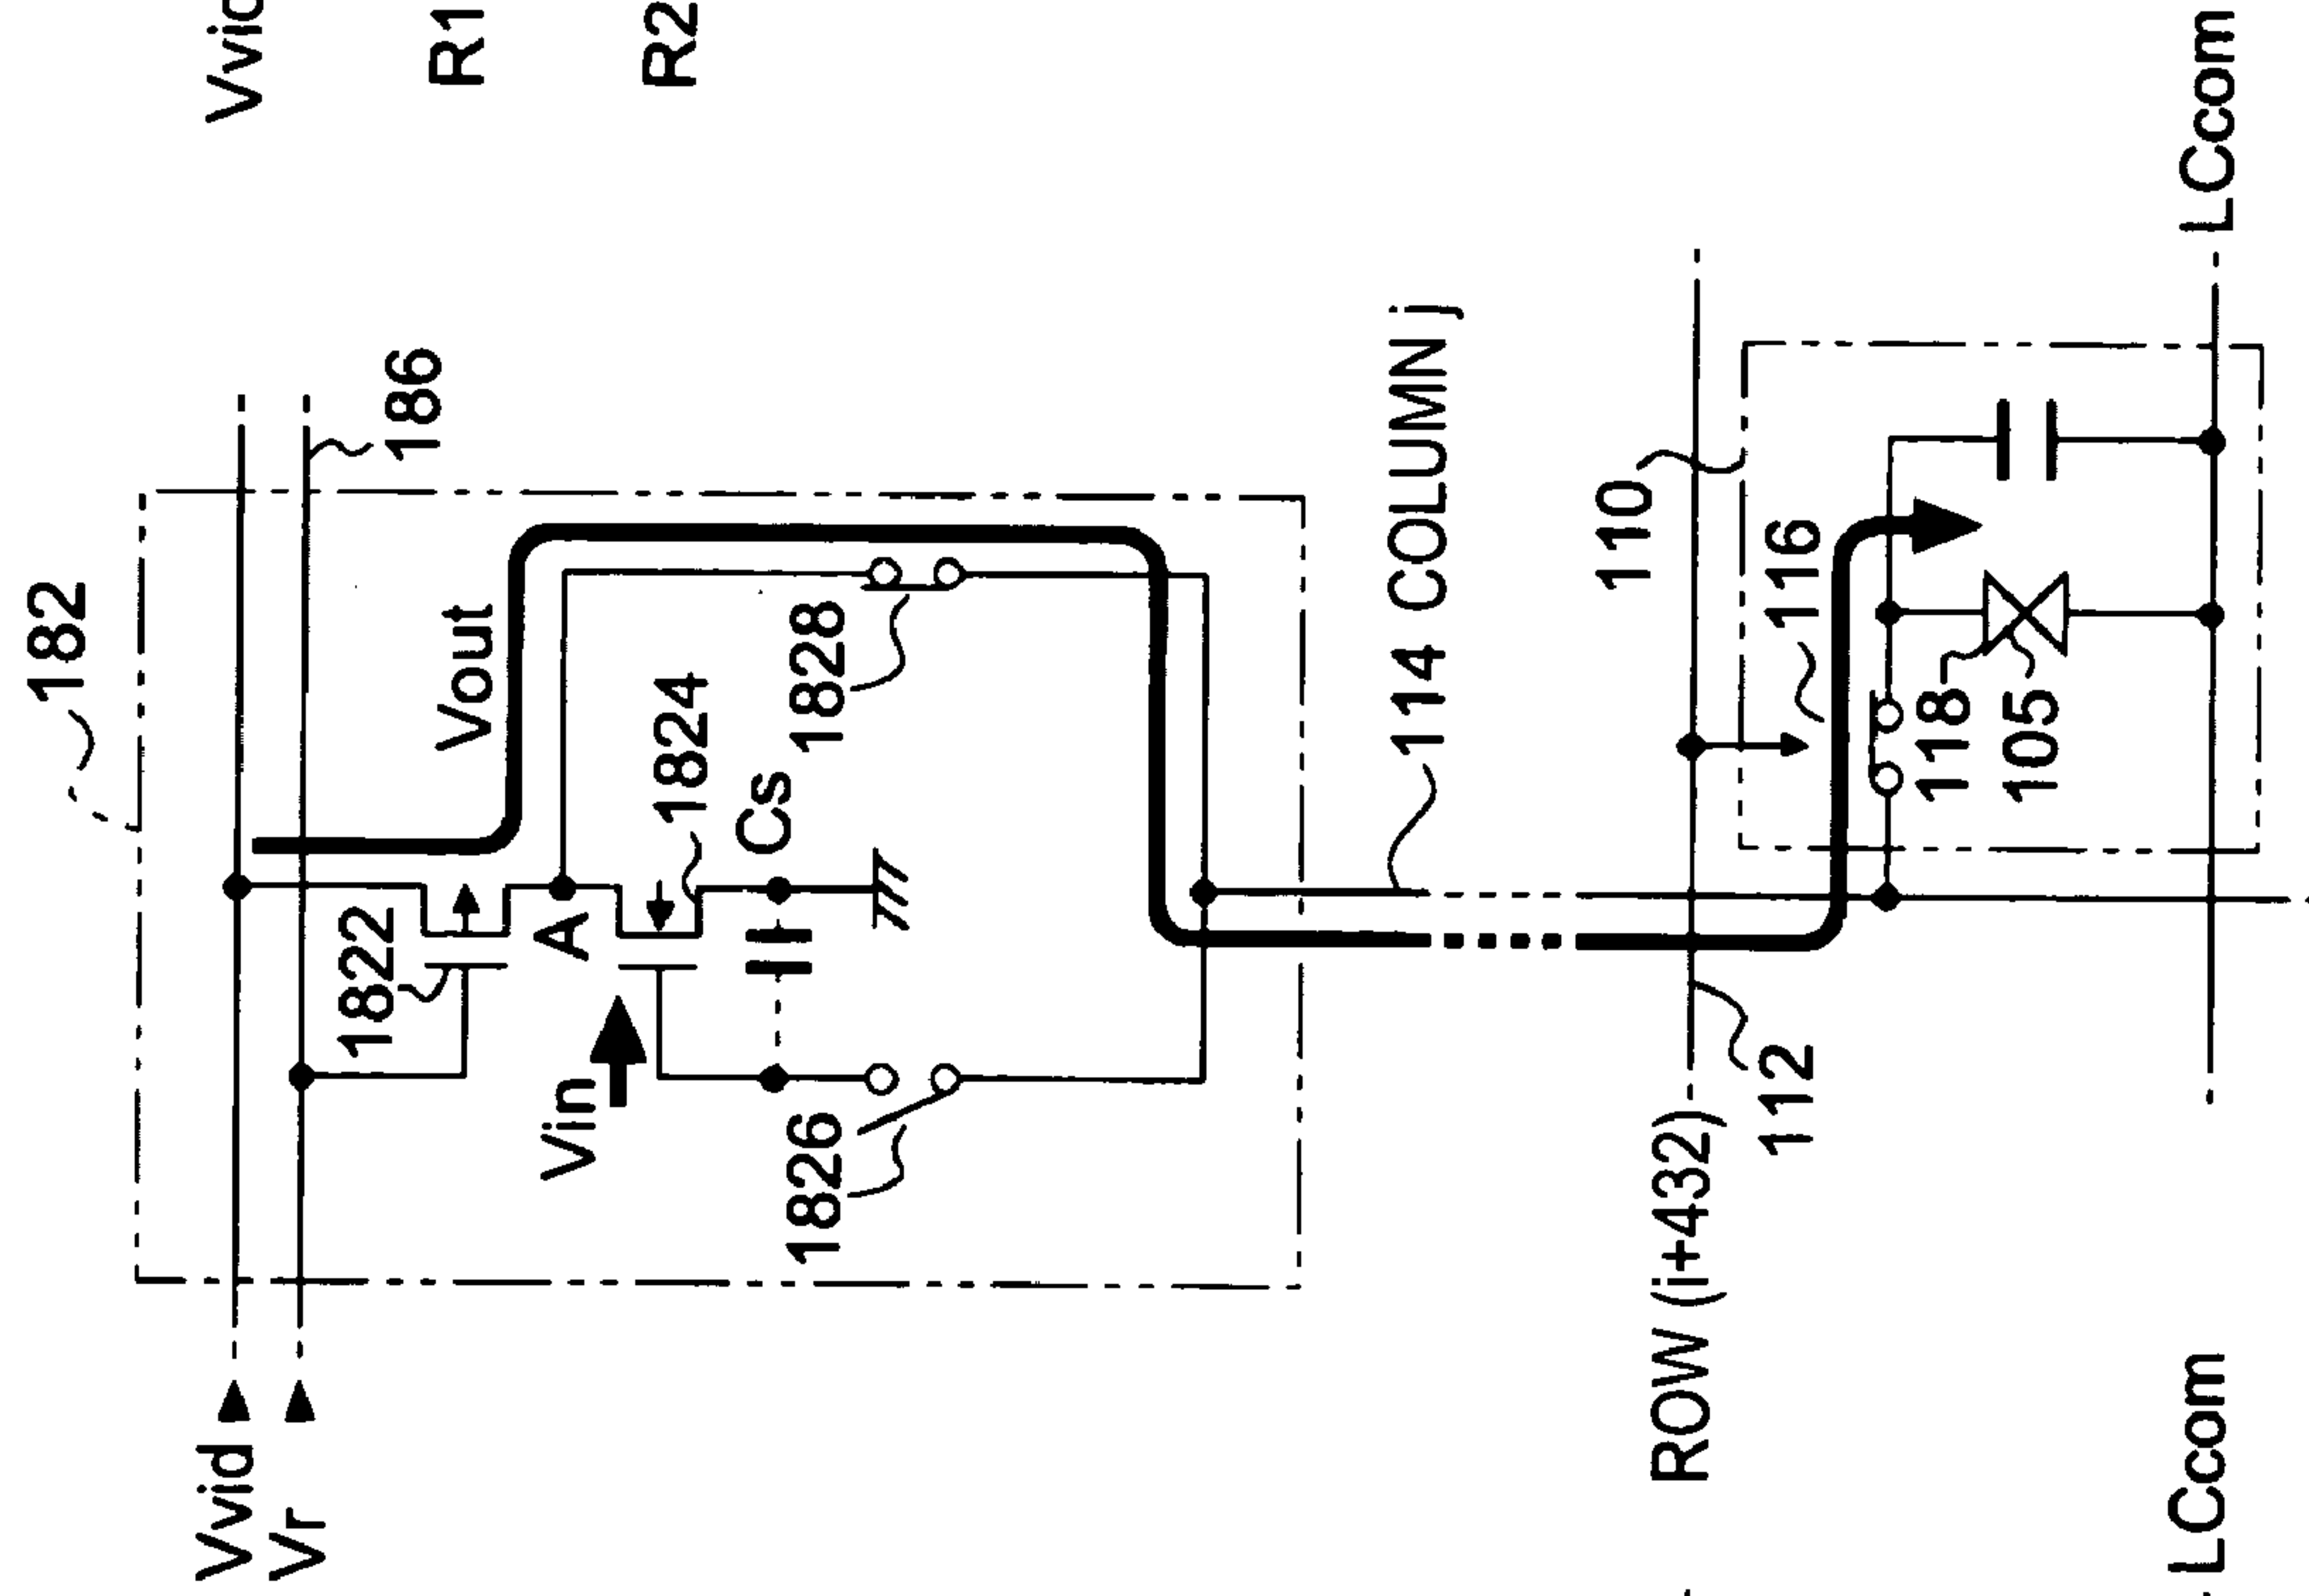 182
Vvid
Vr
186
Vout
1822
A
1824
Vin
Cs
1828
1826
114 COLUMN j
ROW (i+432)
112
110
116
118
105
LCcom
LCcom
R1
R2